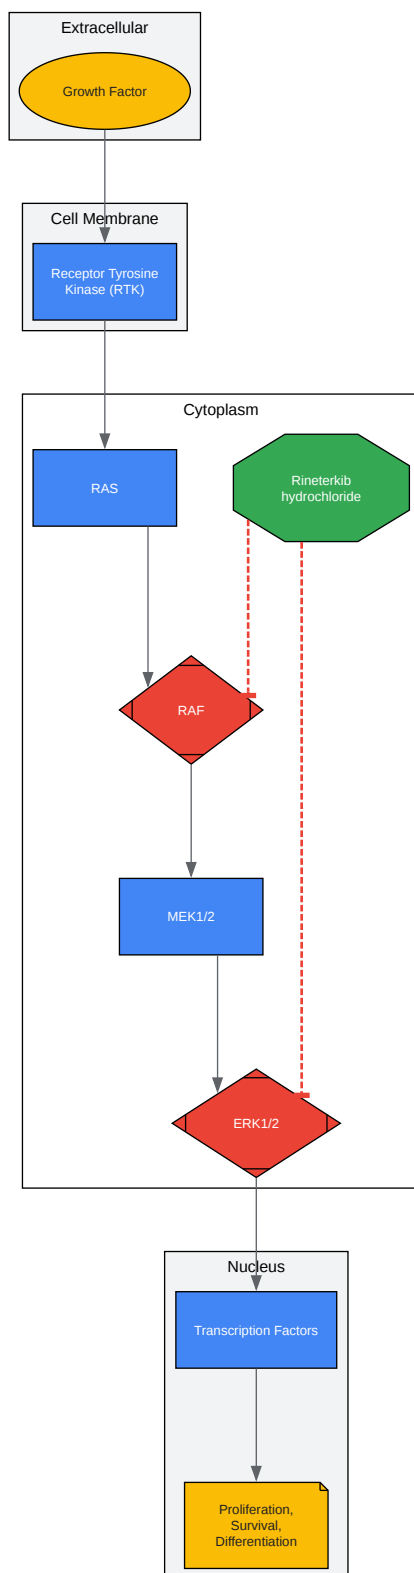 Extracellular
Growth Factor
Cell Membrane
Receptor Tyrosine
Kinase (RTK)
Cytoplasm
RAS
Rineterkib
hydrochloride
RAF
MEK1/2
ERK1/2
Nucleus
Transcription Factors
Proliferation,
Survival,
Differentiation